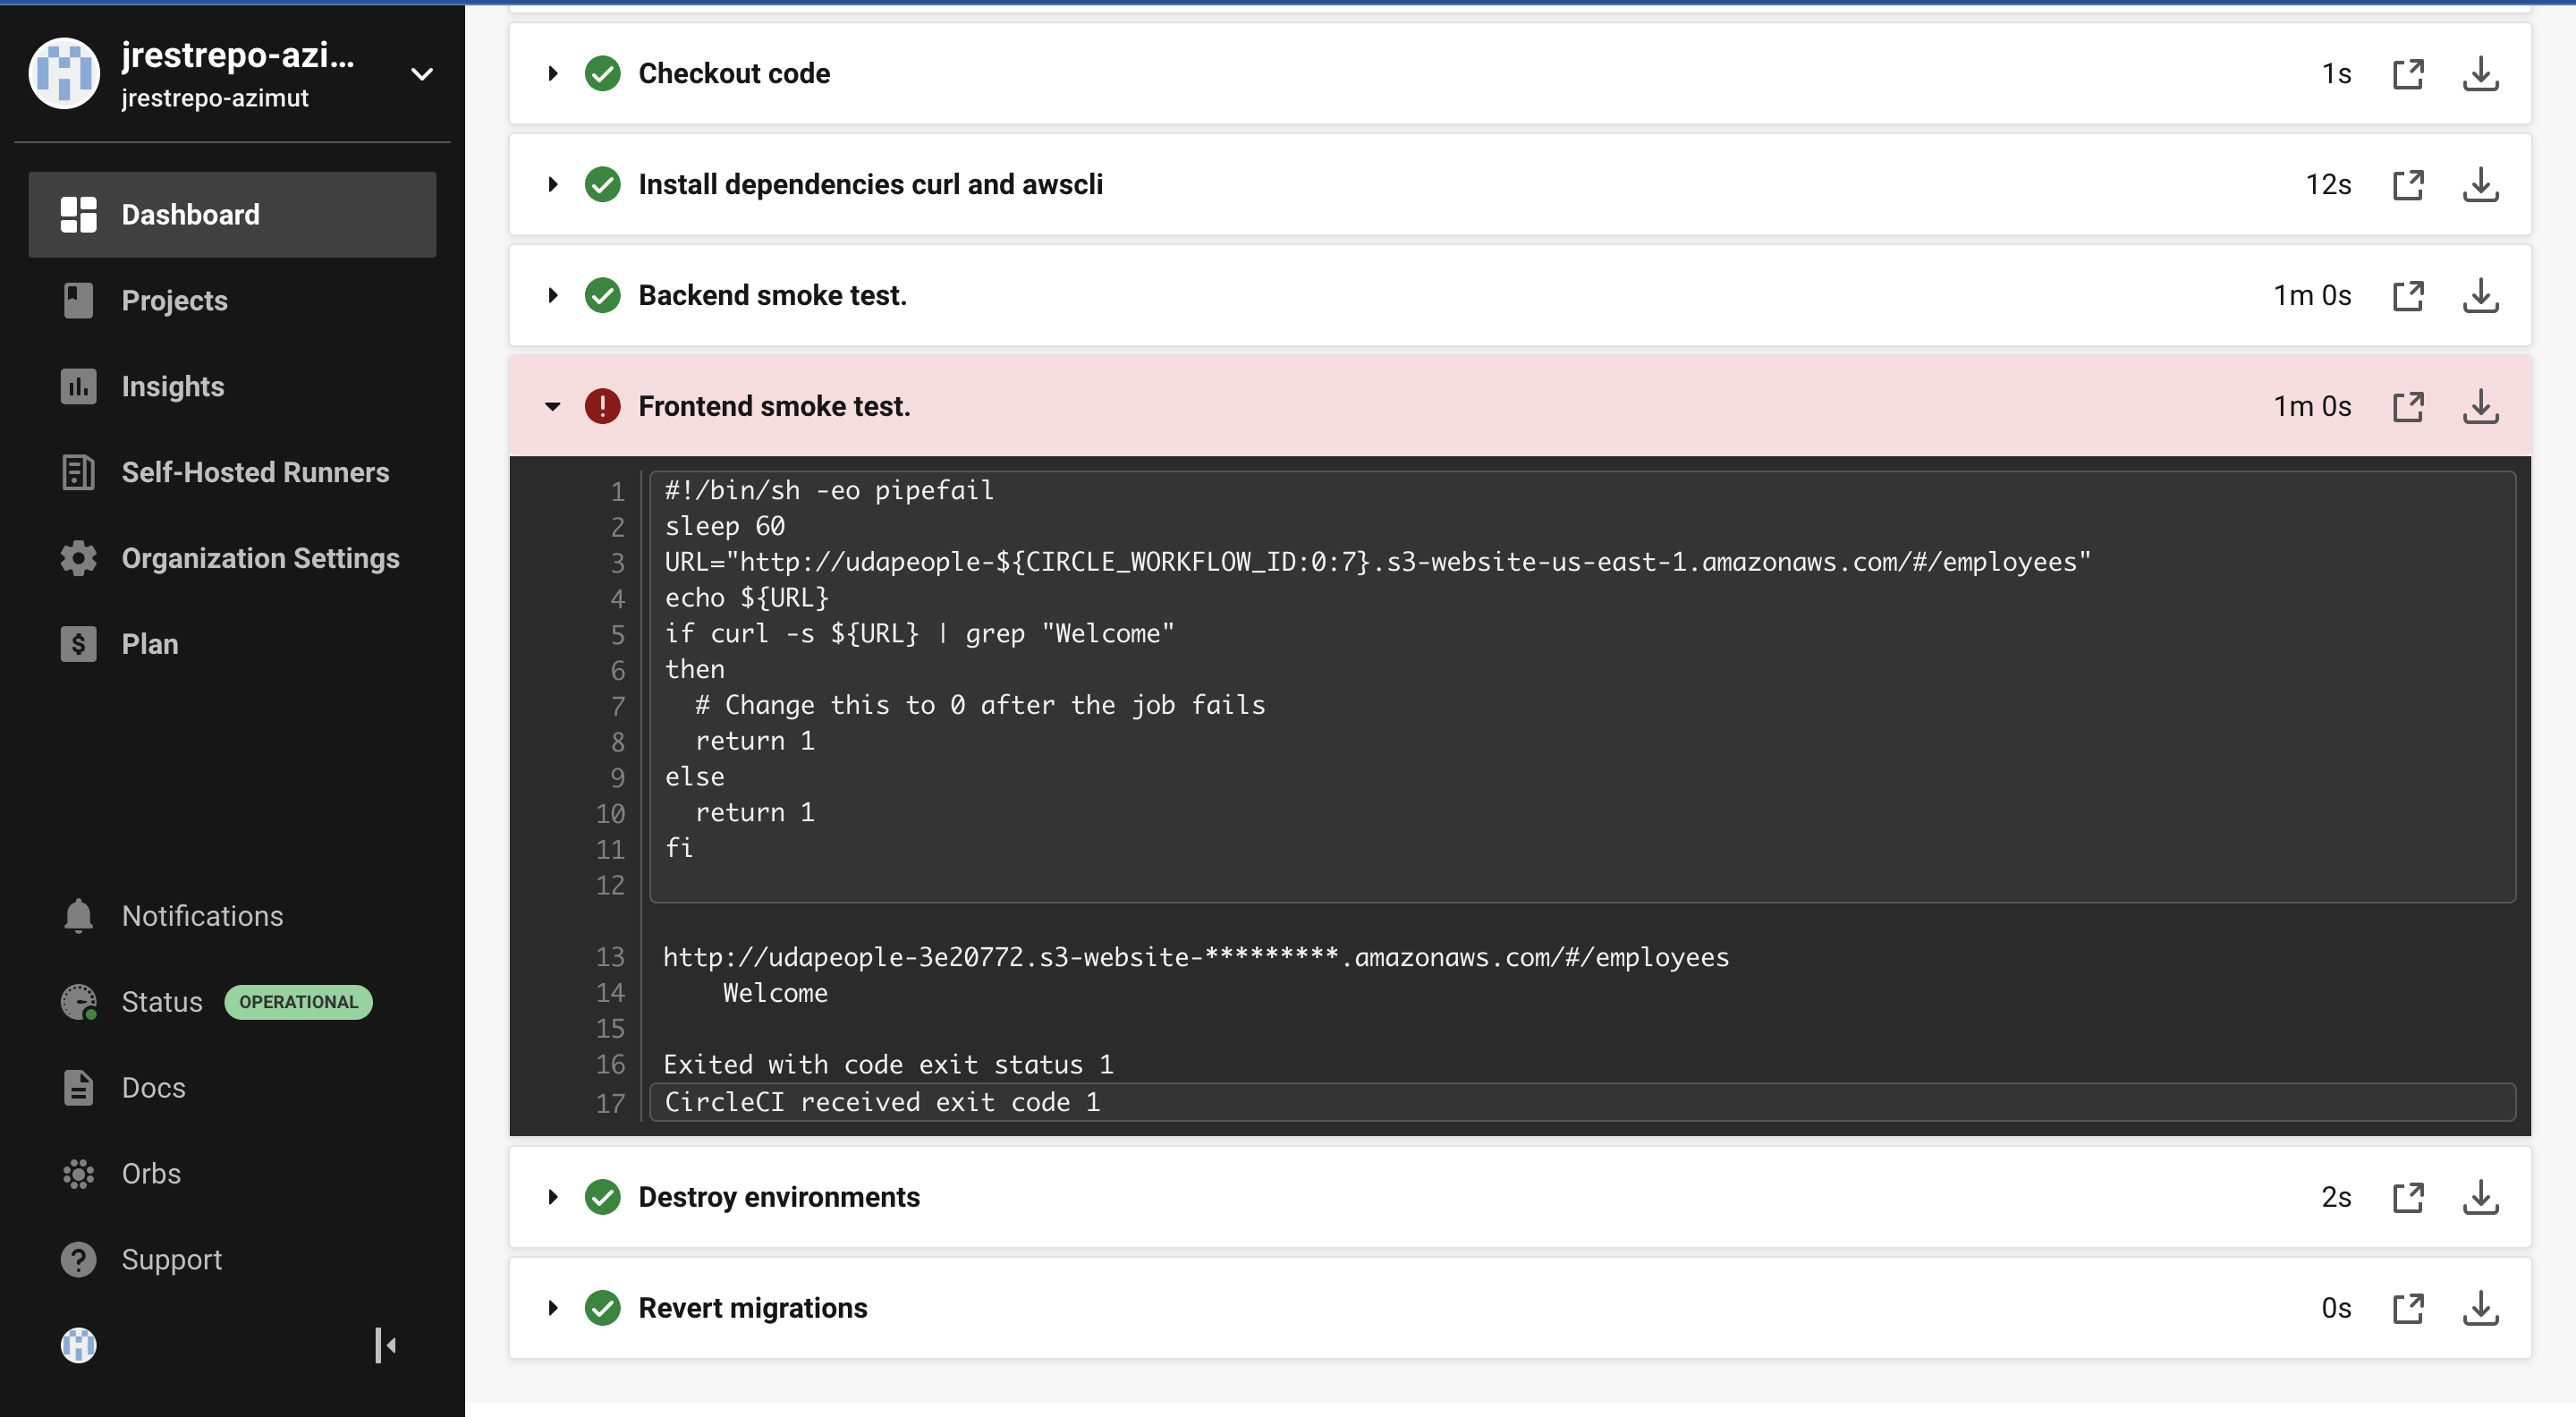 jrestrepo-azi...
jrestrepo-azimut
Dashboard
Projects
Insights
Self-Hosted Runners
Organization Settings
Plan
Notifications
Status OPERATIONAL
Docs
Orbs
Support
Checkout code 1s
Install dependencies curl and awscli 12s
Backend smoke test. 1m 0s
Frontend smoke test. 1m 0s
1 #!/bin/sh -eo pipefail
2 sleep 60
3 URL="http://udapeople-${CIRCLE_WORKFLOW_ID:0:7}.s3-website-us-east-1.amazonaws.com/#/employees"
4 echo ${URL}
5 if curl -s ${URL} | grep "Welcome"
6 then
7   # Change this to 0 after the job fails
8   return 1
9 else
10   return 1
11 fi
12
13 http://udapeople-3e20772.s3-website-*********.amazonaws.com/#/employees
14     Welcome
15
16 Exited with code exit status 1
17 CircleCI received exit code 1
Destroy environments 2s
Revert migrations 0s